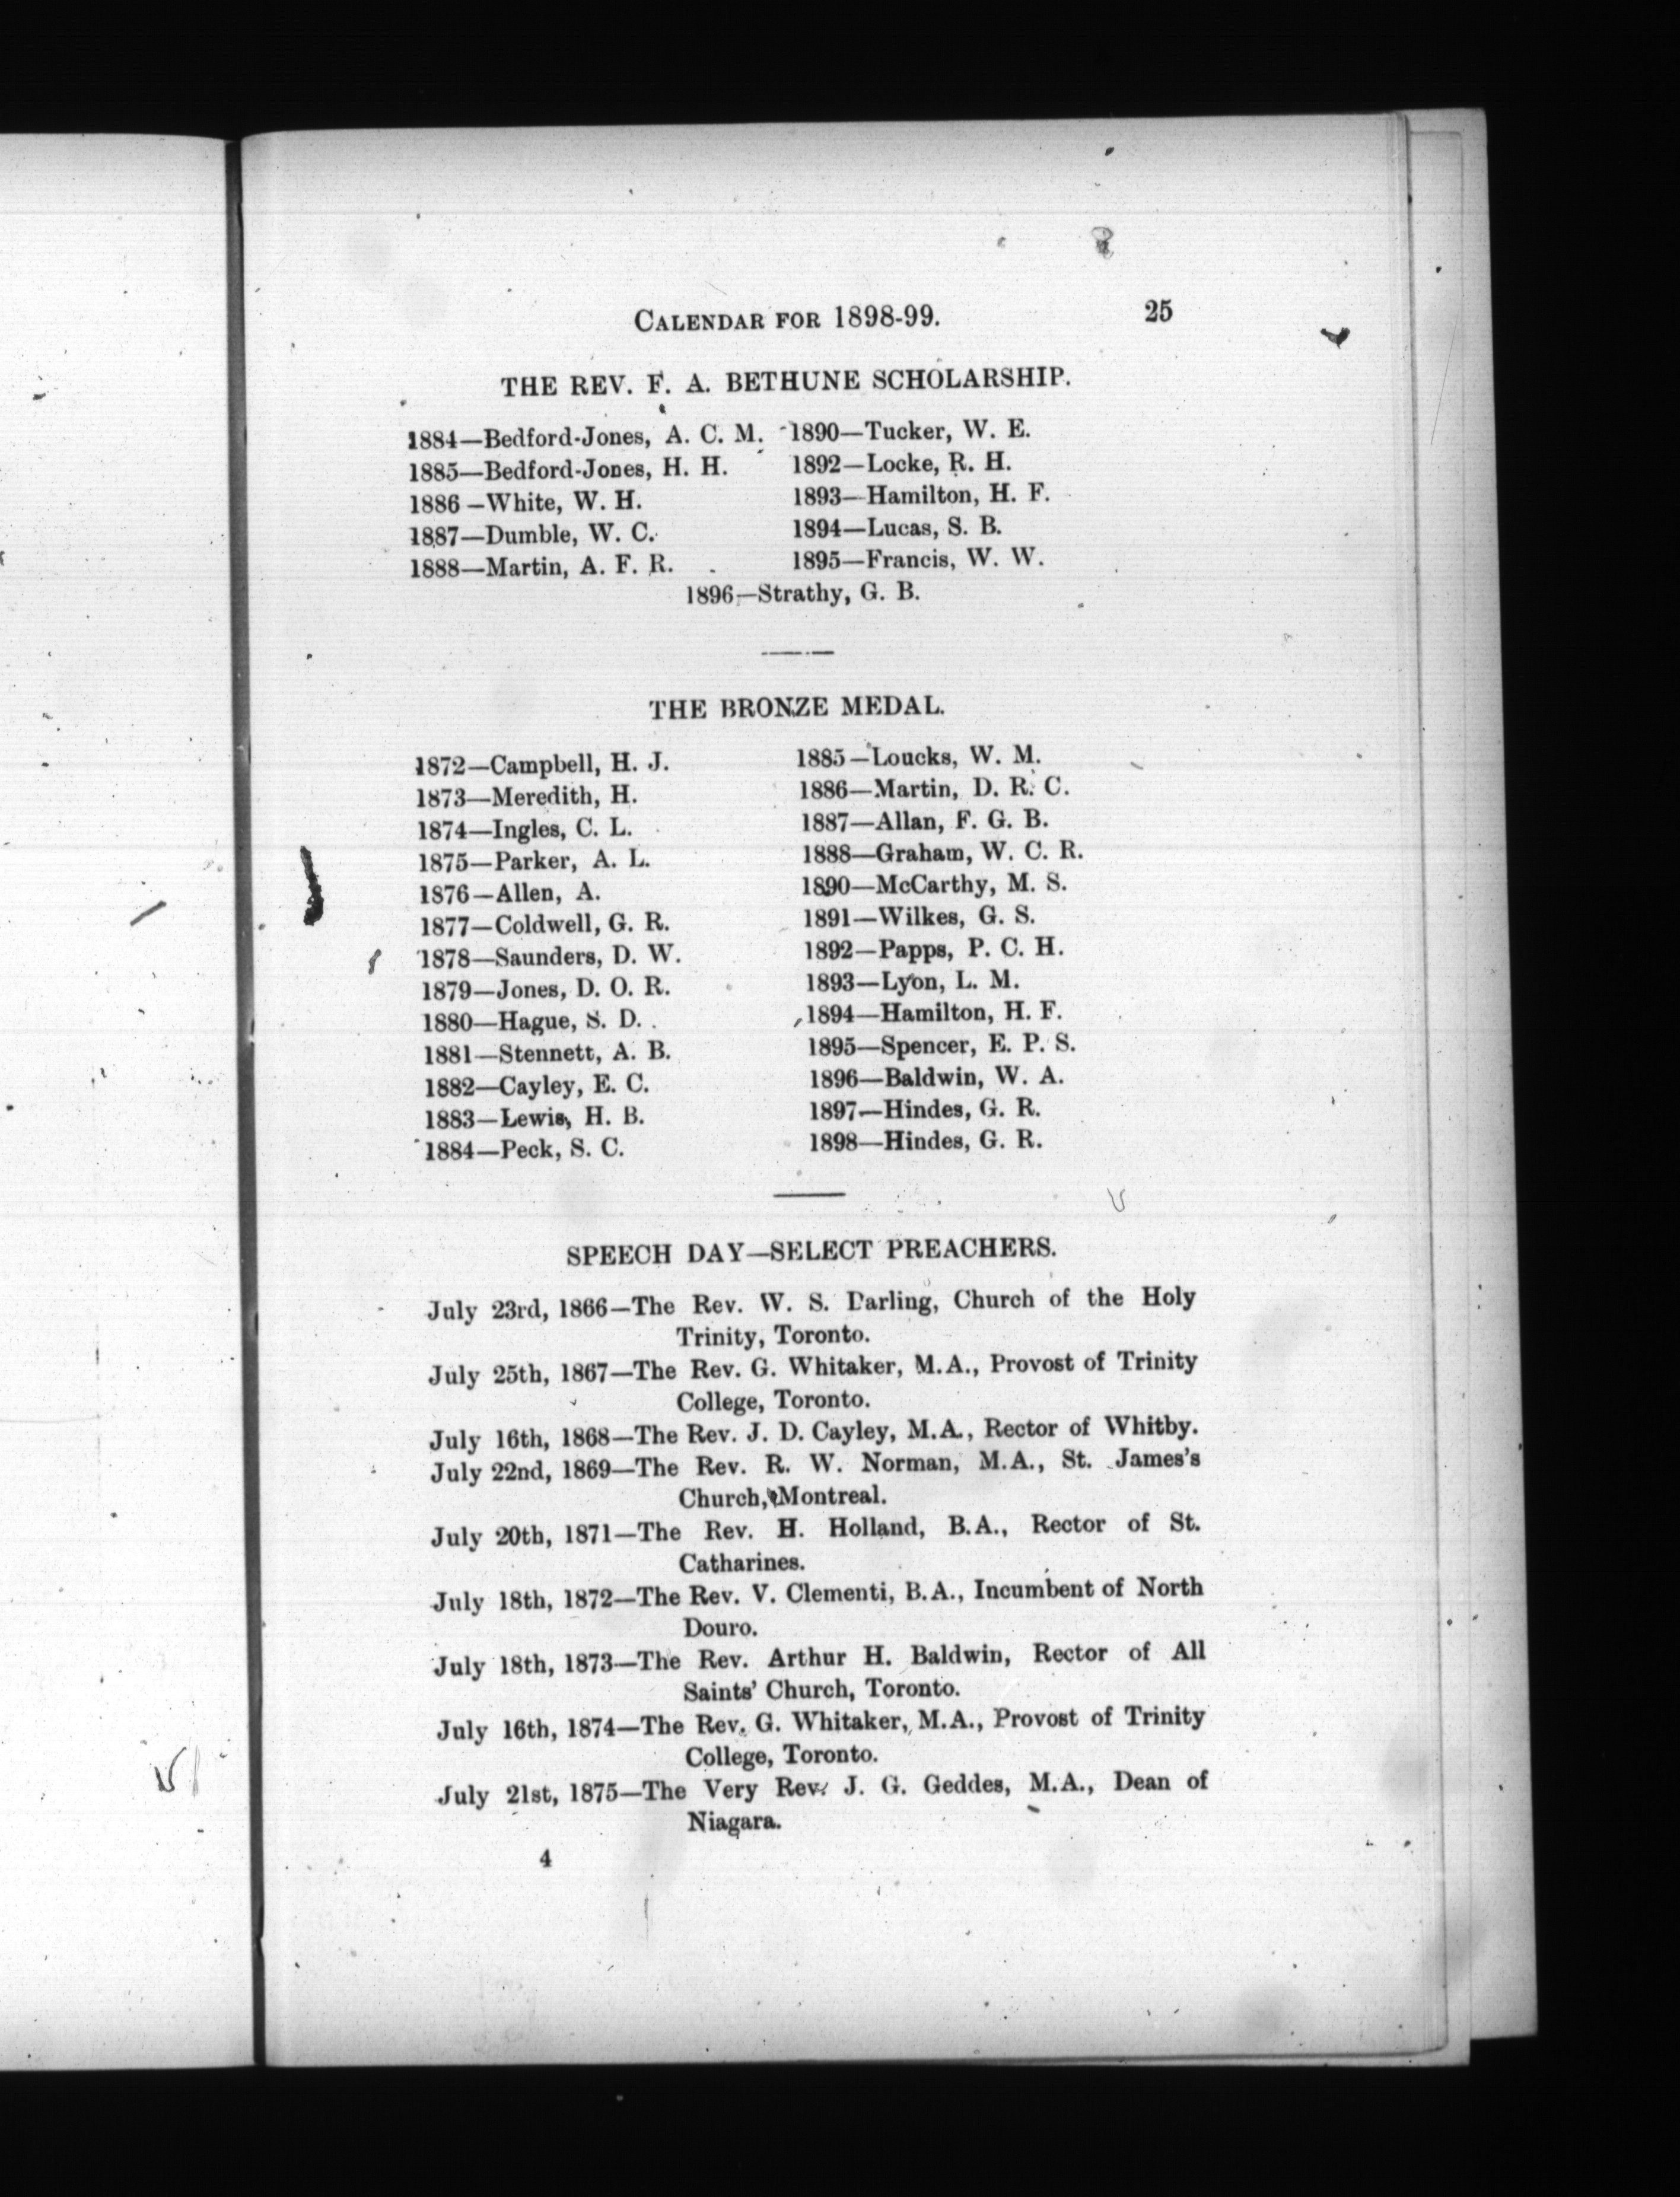 CALENDAR FOR 1898-99. 25
THE REV. F. A. BETHUNE SCHOLARSHIP.
1884—Bedford-Jones, A. C. M.
1885—Bedford-Jones, H. H.
1886—White, W. H.
1887—Dumble, W. C.
1888—Martin, A. F. R.
1890—Tucker, W. E.
1892—Locke, R. H.
1893—Hamilton, H. F.
1894—Lucas, S. B.
1895—Francis, W. W.
1896—Strathy, G. B.
THE BRONZE MEDAL.
1872—Campbell, H. J.
1873—Meredith, H.
1874—Ingles, C. L.
1875—Parker, A. L.
1876—Allen, A.
1877—Coldwell, G. R.
1878—Saunders, D. W.
1879—Jones, D. O. R.
1880—Hague, S. D.
1881—Stennett, A. B.
1882—Cayley, E. C.
1883—Lewis, H. B.
1884—Peck, S. C.
1885—Loucks, W. M.
1886—Martin, D. R. C.
1887—Allan, F. G. B.
1888—Graham, W. C. R.
1890—McCarthy, M. S.
1891—Wilkes, G. S.
1892—Papps, P. C. H.
1893—Lyon, L. M.
1894—Hamilton, H. F.
1895—Spencer, E. P. S.
1896—Baldwin, W. A.
1897—Hindes, G. R.
1898—Hindes, G. R.
SPEECH DAY—SELECT PREACHERS.
July 23rd, 1866—The Rev. W. S. Darling, Church of the Holy
Trinity, Toronto.
July 25th, 1867—The Rev. G. Whitaker, M.A., Provost of Trinity
College, Toronto.
July 16th, 1868—The Rev. J. D. Cayley, M.A., Rector of Whitby.
July 22nd, 1869—The Rev. R. W. Norman, M.A., St. James's
Church, Montreal.
July 20th, 1871—The Rev. H. Holland, B.A., Rector of St.
Catharines.
July 18th, 1872—The Rev. V. Clementi, B.A., Incumbent of North
Douro.
July 18th, 1873—The Rev. Arthur H. Baldwin, Rector of All
Saints' Church, Toronto.
July 16th, 1874—The Rev. G. Whitaker, M.A., Provost of Trinity
College, Toronto.
July 21st, 1875—The Very Rev. J. G. Geddes, M.A., Dean of
Niagara.
4